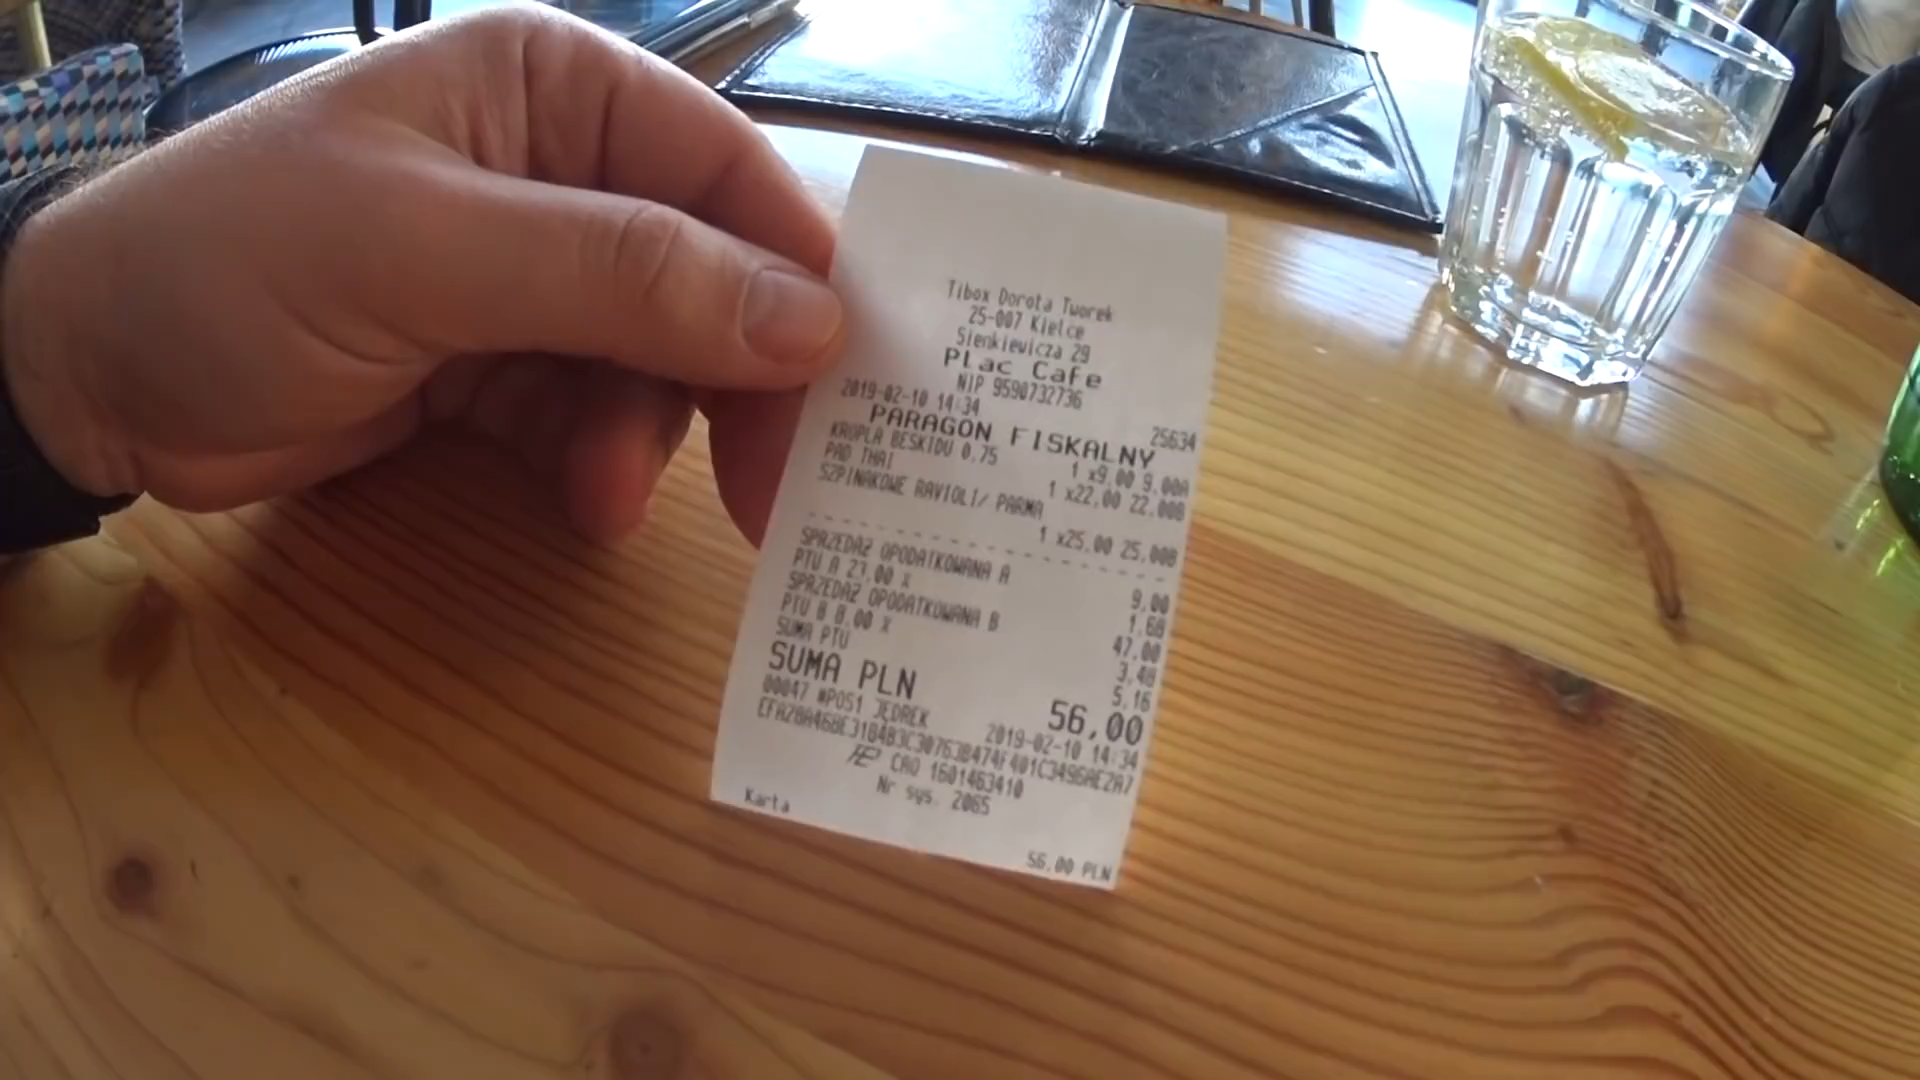 Tibox Dorota Tworek
25-007 Kielce
Sienkiewicza 29
Plac Cafe
NIP 9590732736
2019-02-10 14:34 25634
PARAGON FISKALNY
KROPLA BESKIDU 0.75 1 x9,00 9.00A
PAD THAI 1 x22,00 22.00B
SZPINAKOWE RAVIOLI/ PARMA
1 x25,00 25.00B
SPRZEDAŻ OPODATKOWANA A 9,00
PTU A 23,00 % 1,68
SPRZEDAŻ OPODATKOWANA B 47,00
PTU B 8,00 % 3,48
SUMA PTU 5,16
SUMA PLN 56,00
00047 #POS1 JĘDREK 2019-02-10 14:34
CAO 1601463410
Nr sys. 2065
Karta 56,00 PLN